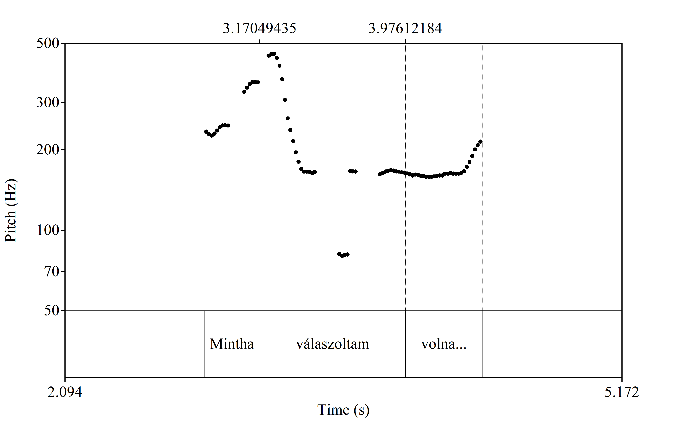 3.17049435 3.97612184
500
300
200
100
70
50
Pitch (Hz)
Mintha válaszoltam volna...
2.094 5.172
Time (s)